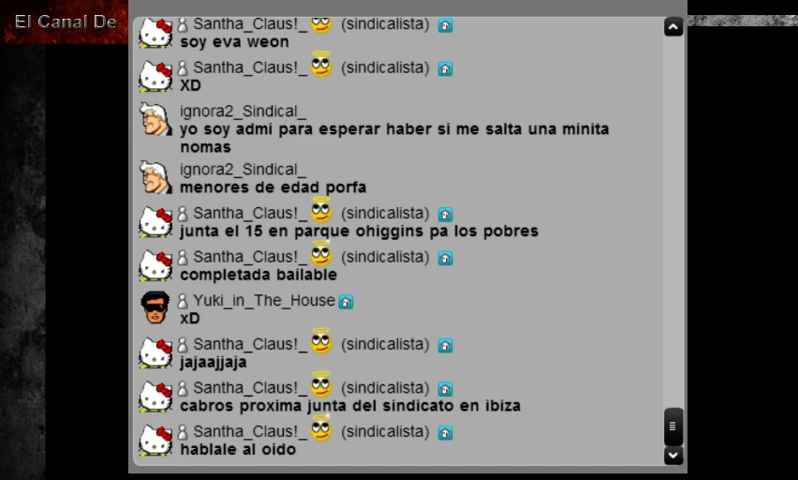 El Canal De
Santha_Claus!_ (sindicalista)
soy eva weon
Santha_Claus!_ (sindicalista)
XD
ignora2_Sindical_
yo soy admi para esperar haber si me salta una minita
nomas
ignora2_Sindical_
menores de edad porfa
Santha_Claus!_ (sindicalista)
junta el 15 en parque ohiggins pa los pobres
Santha_Claus!_ (sindicalista)
completada bailable
Yuki_in_The_House
xD
Santha_Claus!_ (sindicalista)
jajaajjaja
Santha_Claus!_ (sindicalista)
cabros proxima junta del sindicato en ibiza
Santha_Claus!_ (sindicalista)
hablale al oido